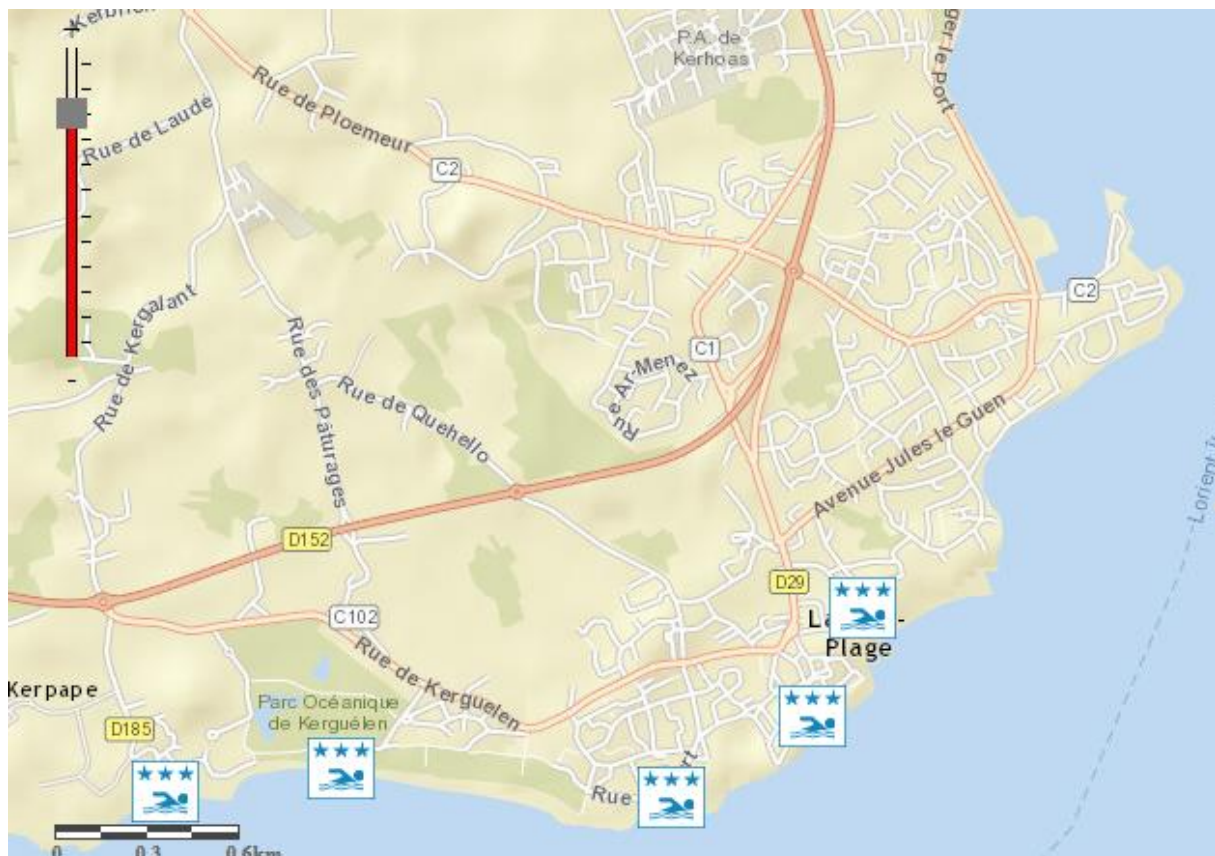 P.A. de
Kerhoas
Rue de Ploemeur
Rue de Laudé
C2
C2
Rue de Kergalant
Rue des Pâturages
C1
Rue Ar-Menez
Rue de Quehello
Avenue Jules le Guen
D152
D29
C102
Plage
Rue de Kerguelen
Kerpape
Parc Océanique
de Kerguélen
D185
Rue
0 0.3 0.6km